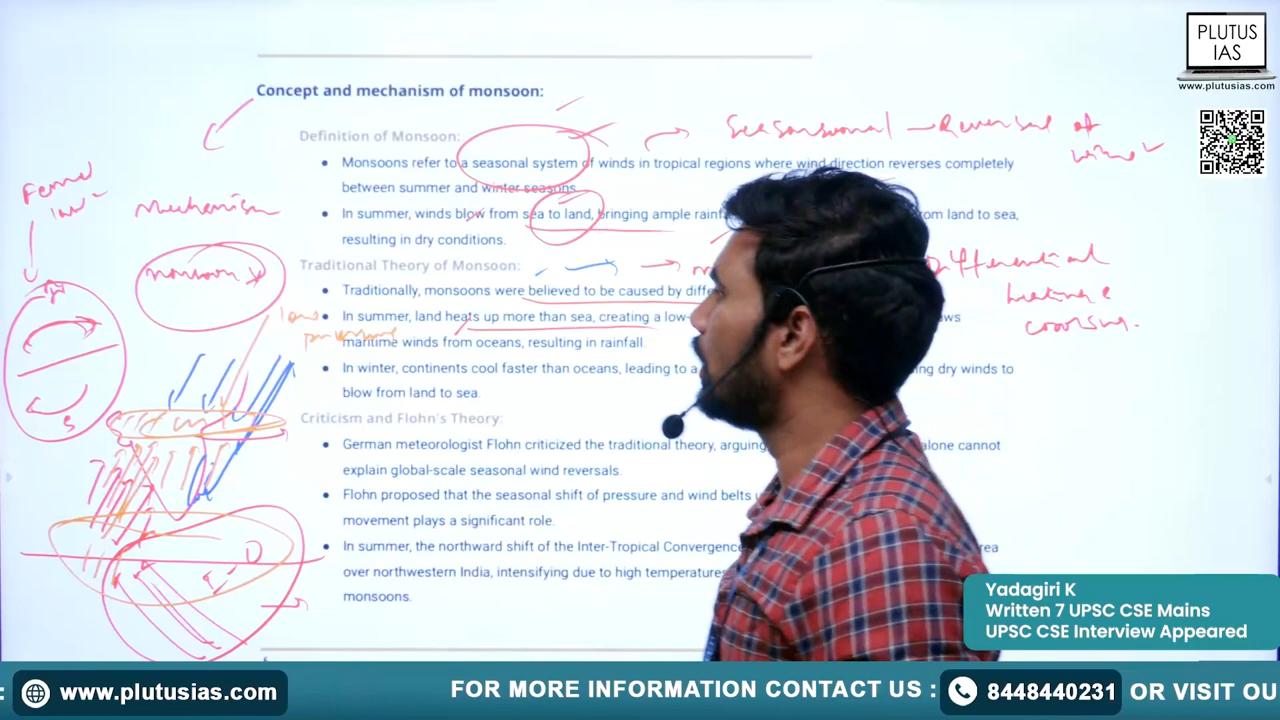 PLUTUS
IAS
www.plutusias.com
Concept and mechanism of monsoon:
Definition of Monsoon:
Monsoons refer to a seasonal system of winds in tropical regions where wind direction reverses completely
between summer and winter seasons.
In summer, winds blow from sea to land, bringing ample rainf
om land to sea,
resulting in dry conditions.
Traditional Theory of Monsoon:
Traditionally, monsoons were believed to be caused by diffe
In summer, land heats up more than sea, creating a low-
aws
maritime winds from oceans, resulting in rainfall.
In winter, continents cool faster than oceans, leading to a
ing dry winds to
blow from land to sea.
Criticism and Flohn's Theory:
German meteorologist Flohn criticized the traditional theory, arguing
alone cannot
explain global-scale seasonal wind reversals.
Flohn proposed that the seasonal shift of pressure and wind belts
movement plays a significant role.
In summer, the northward shift of the Inter-Tropical Convergence
rea
over northwestern India, intensifying due to high temperatures
monsoons.
Reversal of
Mechanism
monsoon
Differential
heating &
cooling.
low
pressure
Yadagiri K
Written 7 UPSC CSE Mains
UPSC CSE Interview Appeared
: www.plutusias.com FOR MORE INFORMATION CONTACT US : 8448440231 OR VISIT OU